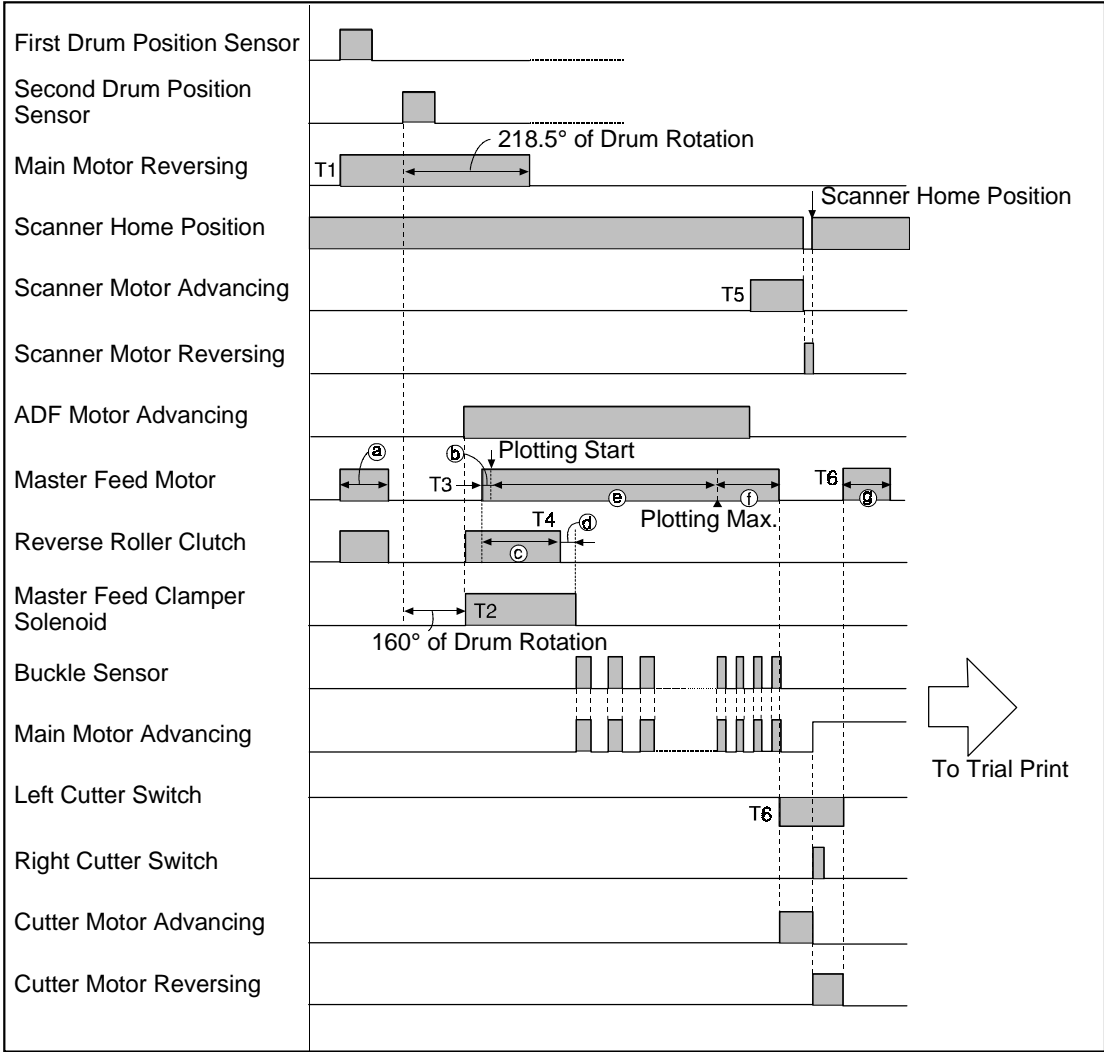 First Drum Position Sensor
Second Drum Position
Sensor
218.5° of Drum Rotation
Main Motor Reversing
T1
Scanner Home Position
Scanner Home Position
Scanner Motor Advancing
T5
Scanner Motor Reversing
ADF Motor Advancing
ⓐ
ⓑ
Plotting Start
Master Feed Motor
T3
T6
ⓔ
ⓕ
ⓖ
Plotting Max.
Reverse Roller Clutch
T4
ⓓ
ⓒ
Master Feed Clamper
Solenoid
T2
160° of Drum Rotation
Buckle Sensor
Main Motor Advancing
To Trial Print
Left Cutter Switch
T6
Right Cutter Switch
Cutter Motor Advancing
Cutter Motor Reversing